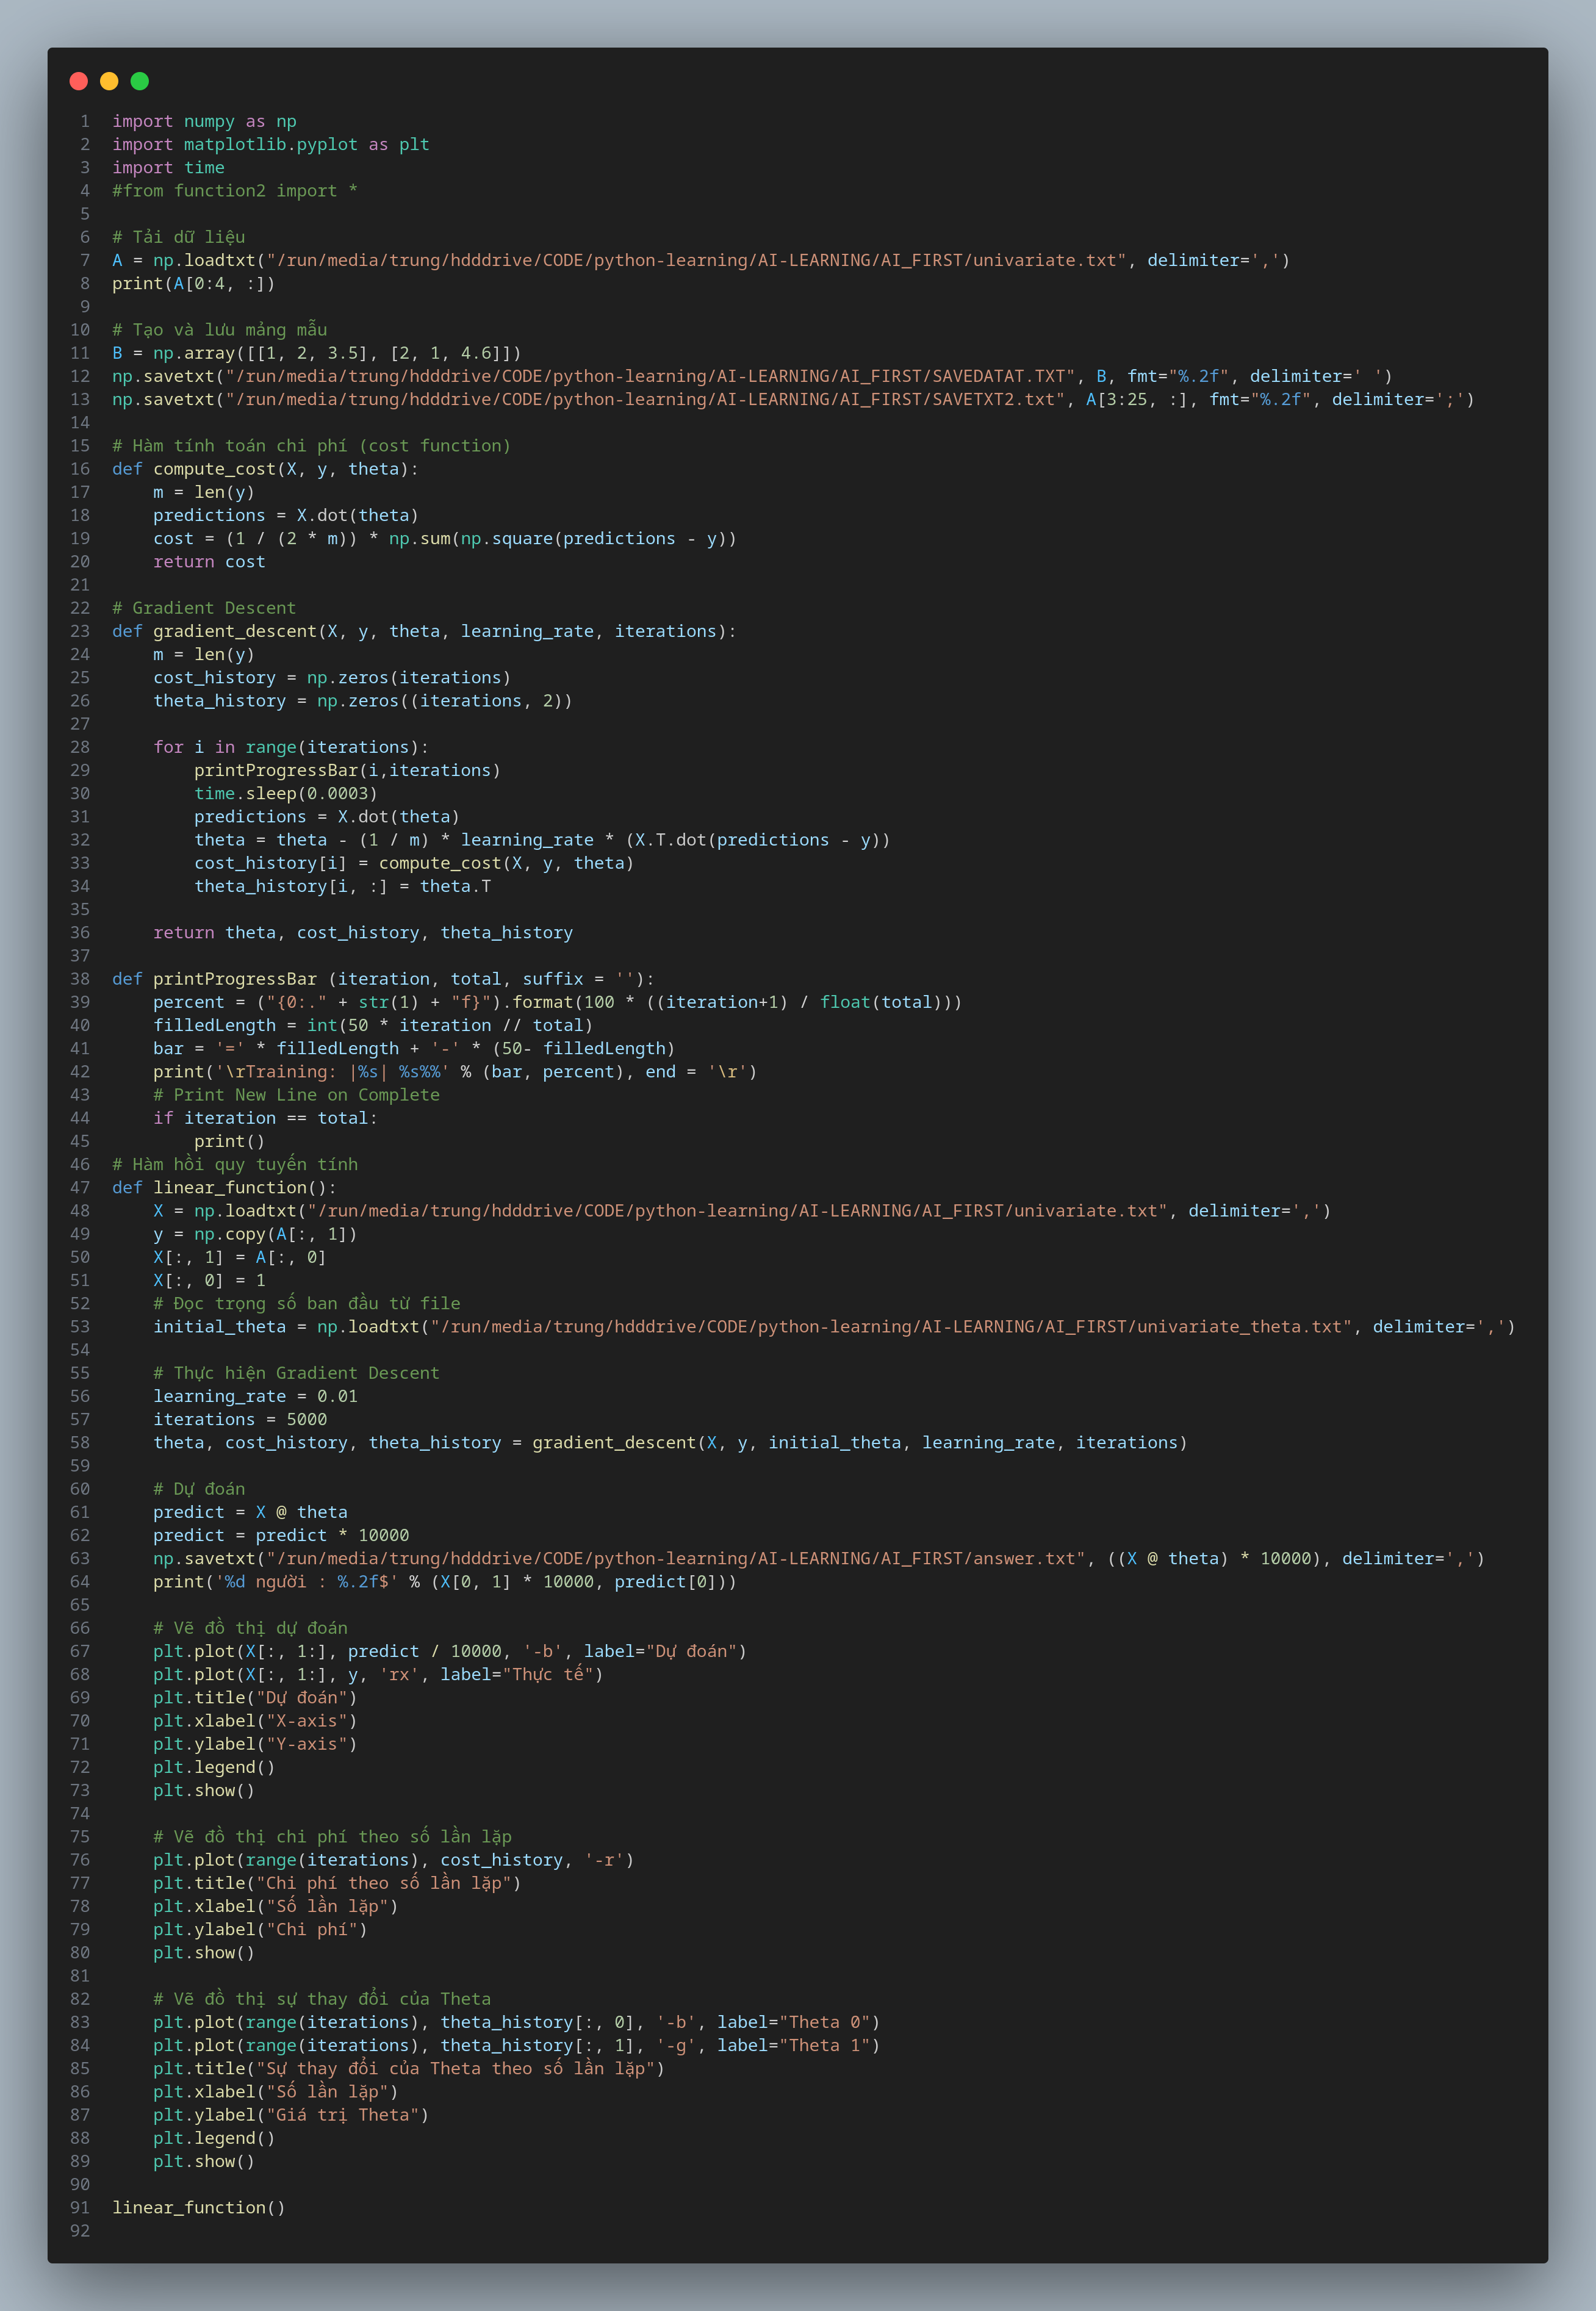 1 import numpy as np
2 import matplotlib.pyplot as plt
3 import time
4 #from function2 import *
5
6 # Tải dữ liệu
7 A = np.loadtxt("/run/media/trung/hdddrive/CODE/python-learning/AI-LEARNING/AI_FIRST/univariate.txt", delimiter=',')
8 print(A[0:4, :])
9
10 # Tạo và lưu mảng mẫu
11 B = np.array([[1, 2, 3.5], [2, 1, 4.6]])
12 np.savetxt("/run/media/trung/hdddrive/CODE/python-learning/AI-LEARNING/AI_FIRST/SAVEDATAT.TXT", B, fmt="%.2f", delimiter=' ')
13 np.savetxt("/run/media/trung/hdddrive/CODE/python-learning/AI-LEARNING/AI_FIRST/SAVETXT2.txt", A[3:25, :], fmt="%.2f", delimiter=';')
14
15 # Hàm tính toán chi phí (cost function)
16 def compute_cost(X, y, theta):
17     m = len(y)
18     predictions = X.dot(theta)
19     cost = (1 / (2 * m)) * np.sum(np.square(predictions - y))
20     return cost
21
22 # Gradient Descent
23 def gradient_descent(X, y, theta, learning_rate, iterations):
24     m = len(y)
25     cost_history = np.zeros(iterations)
26     theta_history = np.zeros((iterations, 2))
27
28     for i in range(iterations):
29         printProgressBar(i,iterations)
30         time.sleep(0.0003)
31         predictions = X.dot(theta)
32         theta = theta - (1 / m) * learning_rate * (X.T.dot(predictions - y))
33         cost_history[i] = compute_cost(X, y, theta)
34         theta_history[i, :] = theta.T
35
36     return theta, cost_history, theta_history
37
38 def printProgressBar (iteration, total, suffix = ''):
39     percent = ("{0:." + str(1) + "f}").format(100 * ((iteration+1) / float(total)))
40     filledLength = int(50 * iteration // total)
41     bar = '=' * filledLength + '-' * (50- filledLength)
42     print('\rTraining: |%s| %s%%' % (bar, percent), end = '\r')
43     # Print New Line on Complete
44     if iteration == total:
45         print()
46 # Hàm hồi quy tuyến tính
47 def linear_function():
48     X = np.loadtxt("/run/media/trung/hdddrive/CODE/python-learning/AI-LEARNING/AI_FIRST/univariate.txt", delimiter=',')
49     y = np.copy(A[:, 1])
50     X[:, 1] = A[:, 0]
51     X[:, 0] = 1
52     # Đọc trọng số ban đầu từ file
53     initial_theta = np.loadtxt("/run/media/trung/hdddrive/CODE/python-learning/AI-LEARNING/AI_FIRST/univariate_theta.txt", delimiter=',')
54
55     # Thực hiện Gradient Descent
56     learning_rate = 0.01
57     iterations = 5000
58     theta, cost_history, theta_history = gradient_descent(X, y, initial_theta, learning_rate, iterations)
59
60     # Dự đoán
61     predict = X @ theta
62     predict = predict * 10000
63     np.savetxt("/run/media/trung/hdddrive/CODE/python-learning/AI-LEARNING/AI_FIRST/answer.txt", ((X @ theta) * 10000), delimiter=',')
64     print('%d người : %.2f$' % (X[0, 1] * 10000, predict[0]))
65
66     # Vẽ đồ thị dự đoán
67     plt.plot(X[:, 1:], predict / 10000, '-b', label="Dự đoán")
68     plt.plot(X[:, 1:], y, 'rx', label="Thực tế")
69     plt.title("Dự đoán")
70     plt.xlabel("X-axis")
71     plt.ylabel("Y-axis")
72     plt.legend()
73     plt.show()
74
75     # Vẽ đồ thị chi phí theo số lần lặp
76     plt.plot(range(iterations), cost_history, '-r')
77     plt.title("Chi phí theo số lần lặp")
78     plt.xlabel("Số lần lặp")
79     plt.ylabel("Chi phí")
80     plt.show()
81
82     # Vẽ đồ thị sự thay đổi của Theta
83     plt.plot(range(iterations), theta_history[:, 0], '-b', label="Theta 0")
84     plt.plot(range(iterations), theta_history[:, 1], '-g', label="Theta 1")
85     plt.title("Sự thay đổi của Theta theo số lần lặp")
86     plt.xlabel("Số lần lặp")
87     plt.ylabel("Giá trị Theta")
88     plt.legend()
89     plt.show()
90
91 linear_function()
92